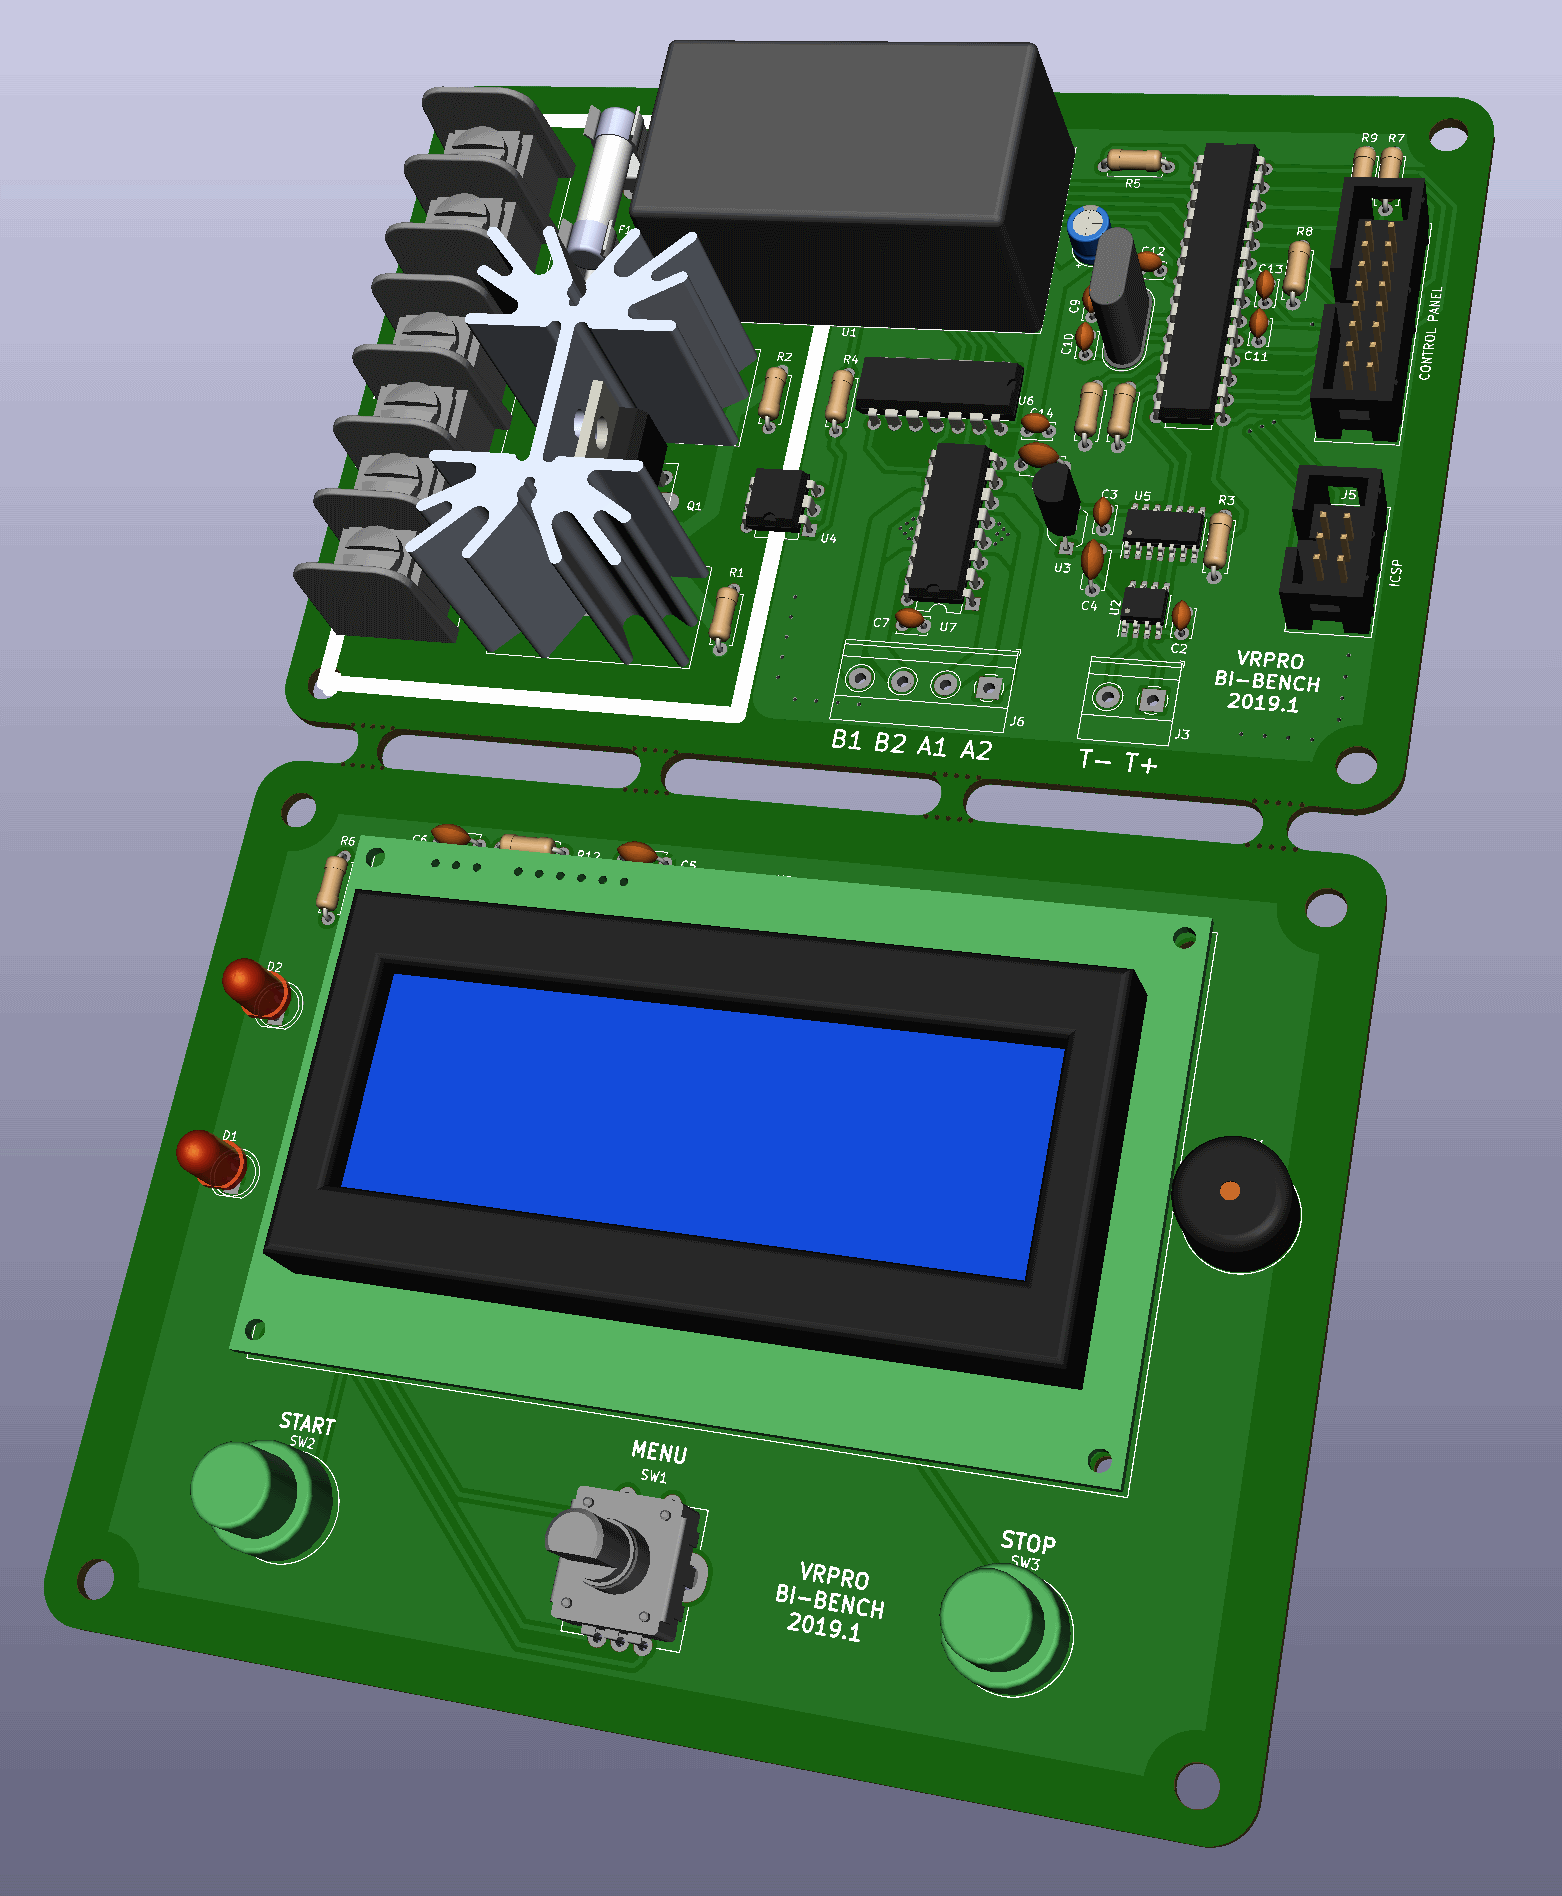 R9 R7
R5
F1
C12
R8
C13
C9
C10
C11
CONTROL PANEL
U1
R2
R4
U6
C14
Q1
U4
C3
U5
R3
J5
U3
ICSP
R1
C4
U2
C7
U7
C2
VRPRO
BI-BENCH
2019.1
J6
J3
B1 B2 A1 A2
T- T+
R6
C6
R12
C5
D2
D1
START
SW2
MENU
SW1
STOP
SW3
VRPRO
BI-BENCH
2019.1